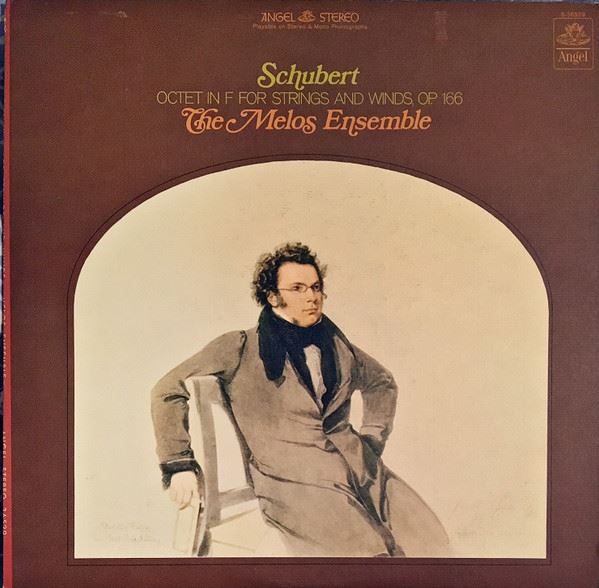 ANGEL STEREO
Playable on Stereo & Mono Phonographs
S-36529
Angel
Schubert
OCTET IN F FOR STRINGS AND WINDS, OP. 166
The Melos Ensemble